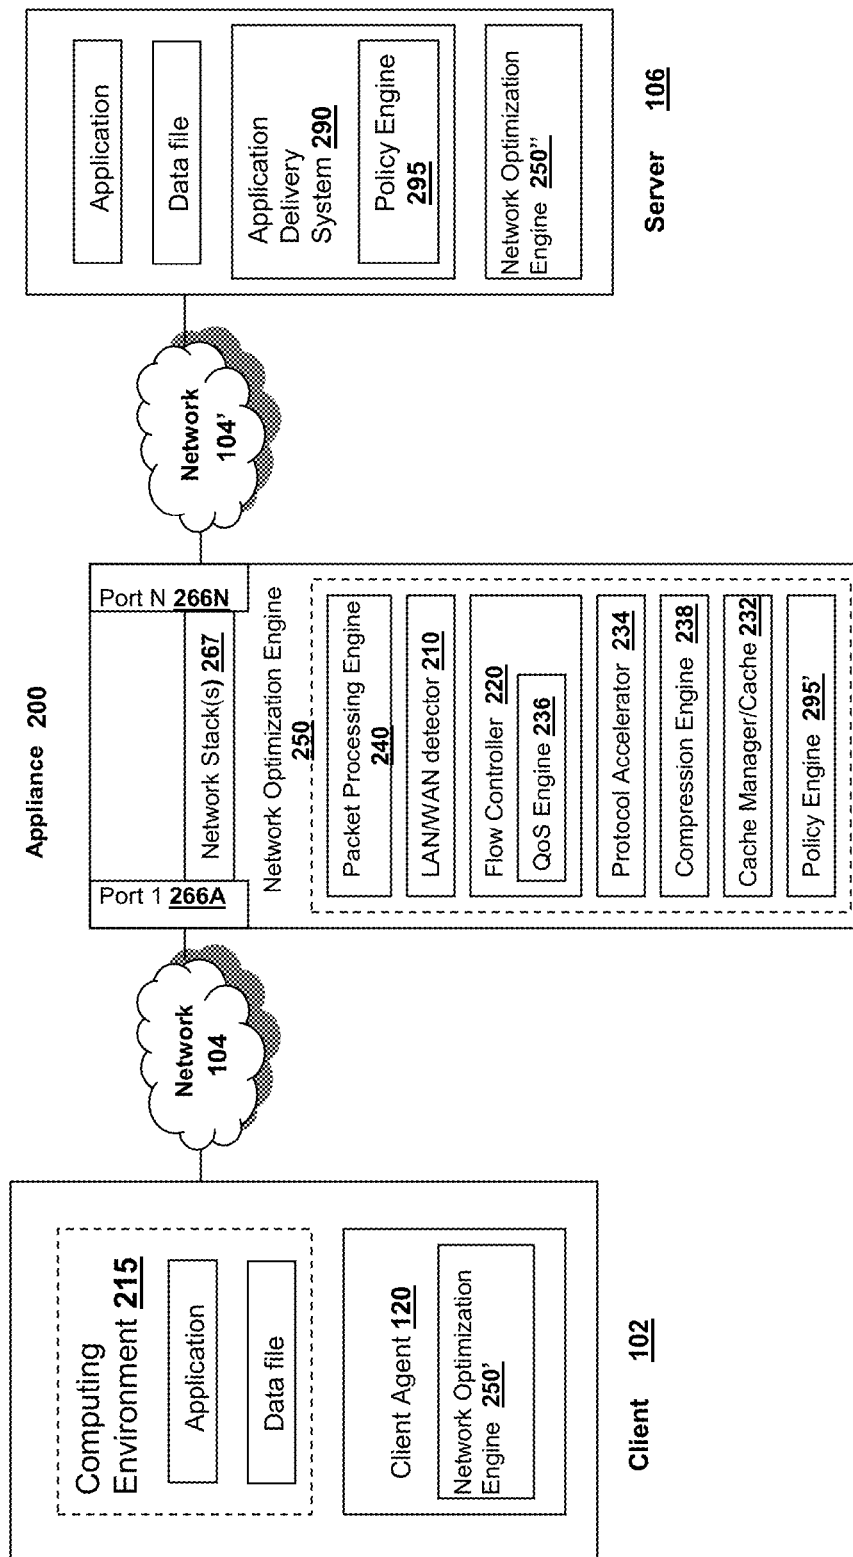 Appliance 200
Computing
Environment 215
Application
Data file
Client Agent 120
Network Optimization
Engine 250'
Client 102
Network
104
Port 1 266A
Network Stack(s) 267
Port N 266N
Network Optimization Engine
250
Packet Processing Engine
240
LAN/WAN detector 210
Flow Controller 220
QoS Engine 236
Protocol Accelerator 234
Compression Engine 238
Cache Manager/Cache 232
Policy Engine 295'
Network
104'
Application
Data file
Application
Delivery
System 290
Policy Engine
295
Network Optimization
Engine 250''
Server 106